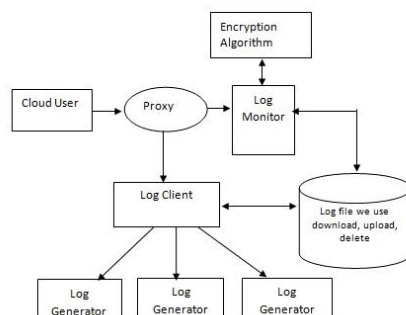 Encryption
Algorithm
Cloud User
Proxy
Log
Monitor
Log Client
Log file we use
download, upload,
delete
Log
Generator
Log
Generator
Log
Generator